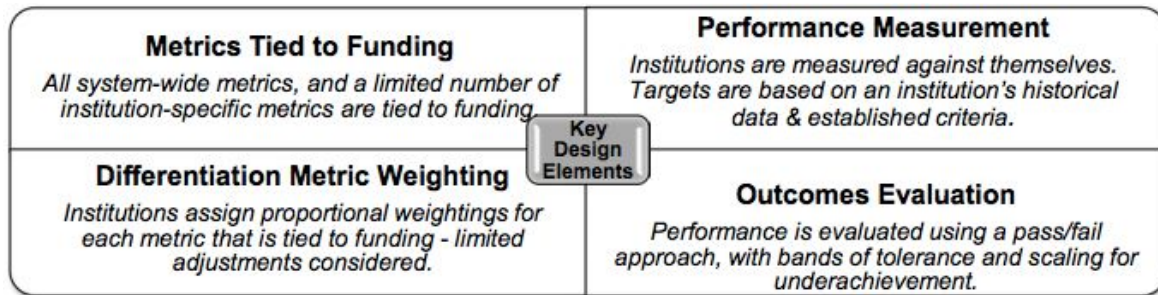 Metrics Tied to Funding
All system-wide metrics, and a limited number of
institution-specific metrics are tied to funding.
Performance Measurement
Institutions are measured against themselves.
Targets are based on an institution's historical
data & established criteria.
Key
Design
Elements
Differentiation Metric Weighting
Institutions assign proportional weightings for
each metric that is tied to funding - limited
adjustments considered.
Outcomes Evaluation
Performance is evaluated using a pass/fail
approach, with bands of tolerance and scaling for
underachievement.